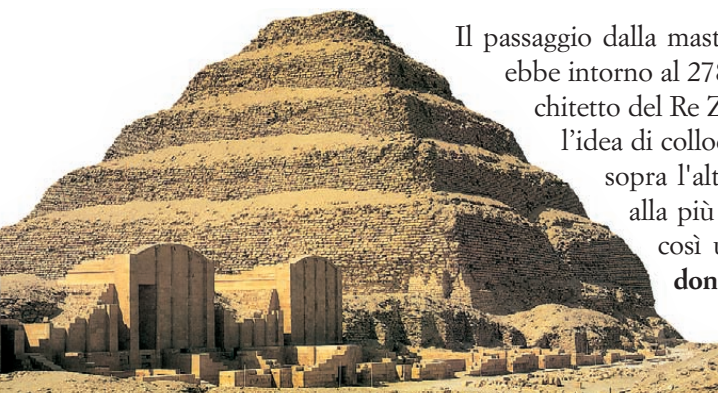 Il passaggio dalla mast
ebbe intorno al 278
chitetto del Re Z
l’idea di colloc
sopra l'alt
alla più
così u
don